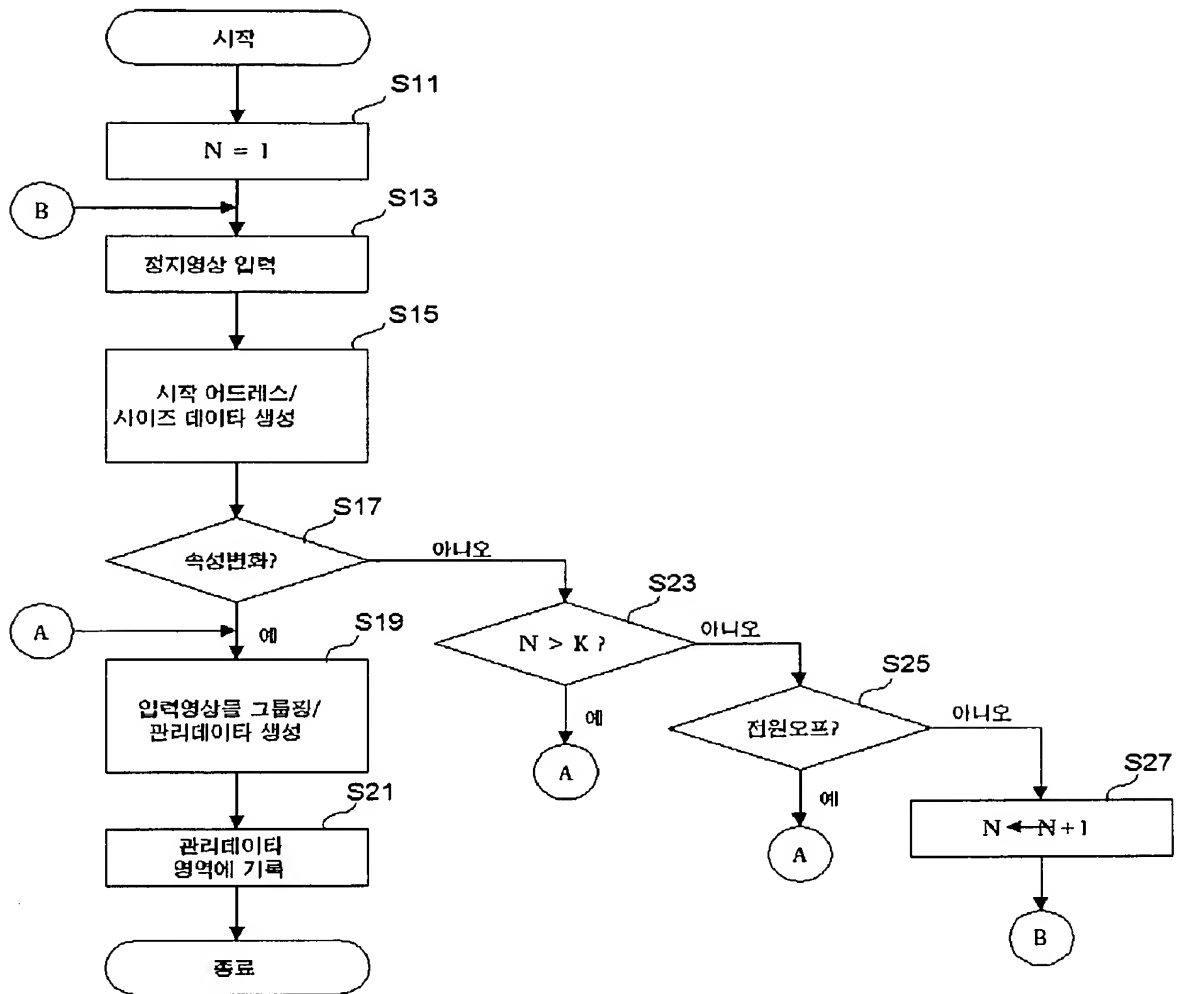 시작
S11
N = 1
B
S13
정지영상 입력
S15
시작 어드레스/
사이즈 데이타 생성
S17
속성변화?
아니오
A
예
S19
입력영상을 그룹핑/
관리데이타 생성
S21
관리데이타
영역에 기록
종료
S23
N > K ?
아니오
예
A
S25
전원오프?
아니오
예
A
S27
N ← N + 1
B